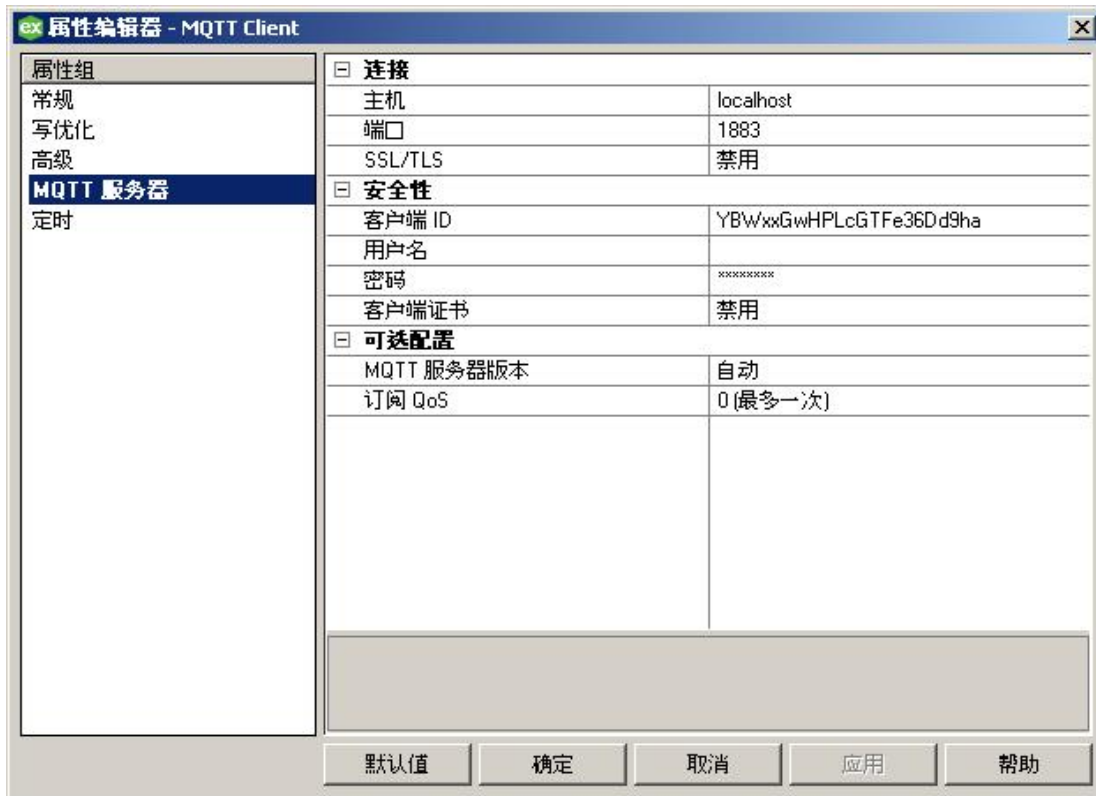 ex 属性编辑器 - MQTT Client
属性组
常规
写优化
高级
MQTT 服务器
定时
连接
主机 localhost
端口 1883
SSL/TLS 禁用
安全性
客户端 ID YBWxxGwHPLcGTFe36Dd9ha
用户名
密码 ********
客户端证书 禁用
可选配置
MQTT 服务器版本 自动
订阅 QoS 0 (最多一次)
默认值 确定 取消 应用 帮助